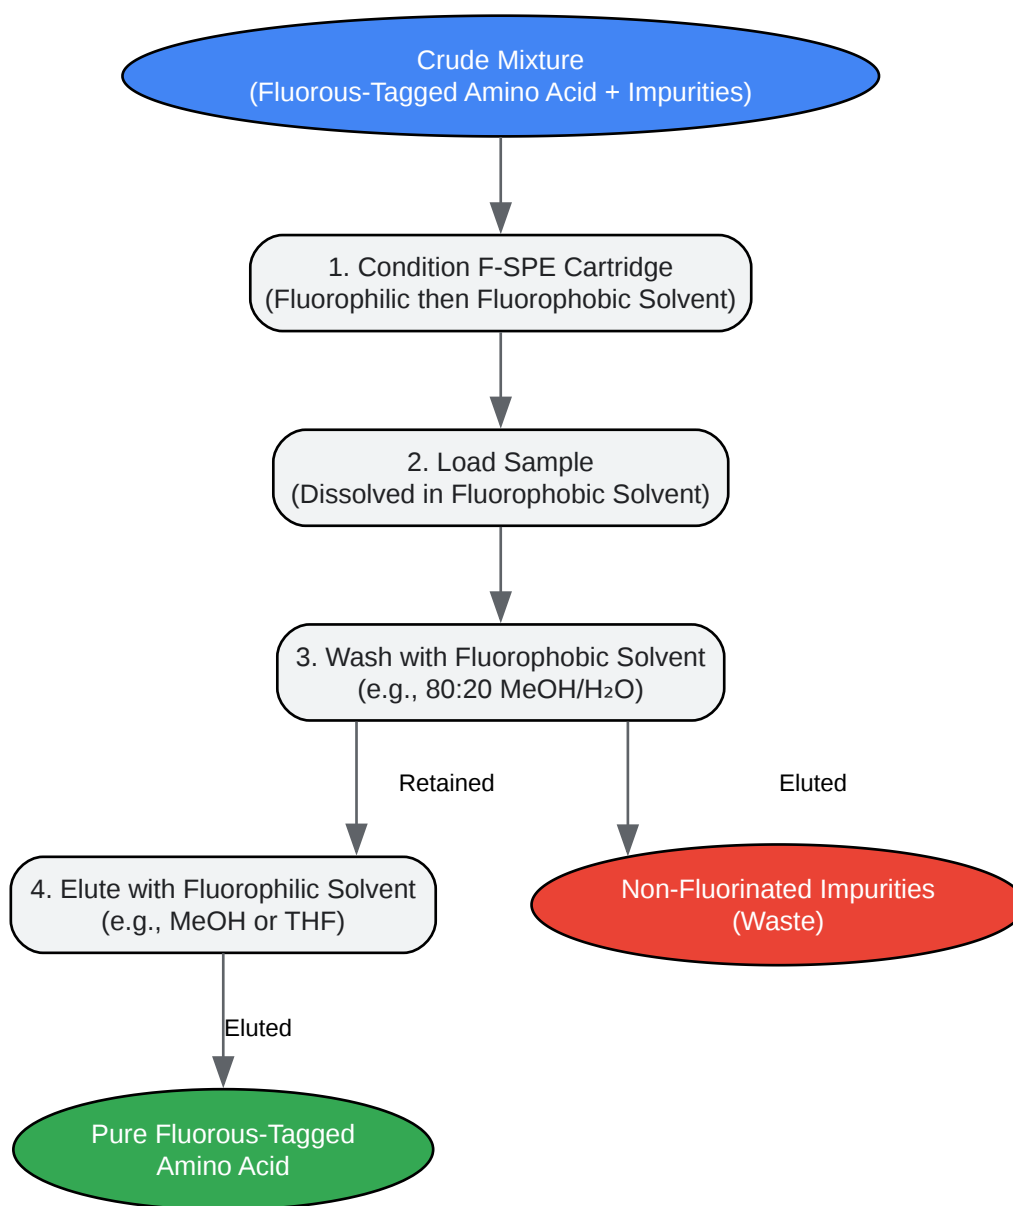 Crude Mixture
(Fluorous-Tagged Amino Acid + Impurities)
1. Condition F-SPE Cartridge
(Fluorophilic then Fluorophobic Solvent)
2. Load Sample
(Dissolved in Fluorophobic Solvent)
3. Wash with Fluorophobic Solvent
(e.g., 80:20 MeOH/H₂O)
Retained
Eluted
4. Elute with Fluorophilic Solvent
(e.g., MeOH or THF)
Non-Fluorinated Impurities
(Waste)
Eluted
Pure Fluorous-Tagged
Amino Acid